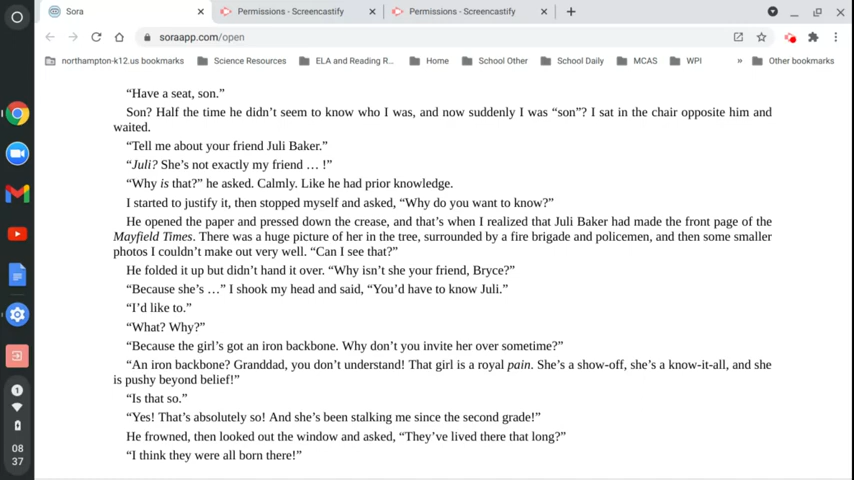 Sora
Permissions - Screencastify
Permissions - Screencastify
soraapp.com/open
northampton-k12.us bookmarks
Science Resources
ELA and Reading R...
Home
School Other
School Daily
MCAS
WPI
»
Other bookmarks
“Have a seat, son.”
Son? Half the time he didn’t seem to know who I was, and now suddenly I was “son”? I sat in the chair opposite him and
waited.
“Tell me about your friend Juli Baker.”
“Juli? She’s not exactly my friend … !”
“Why is that?” he asked. Calmly. Like he had prior knowledge.
I started to justify it, then stopped myself and asked, “Why do you want to know?”
He opened the paper and pressed down the crease, and that’s when I realized that Juli Baker had made the front page of the
Mayfield Times. There was a huge picture of her in the tree, surrounded by a fire brigade and policemen, and then some smaller
photos I couldn’t make out very well. “Can I see that?”
He folded it up but didn’t hand it over. “Why isn’t she your friend, Bryce?”
“Because she’s …” I shook my head and said, “You’d have to know Juli.”
“I’d like to.”
“What? Why?”
“Because the girl’s got an iron backbone. Why don’t you invite her over sometime?”
“An iron backbone? Granddad, you don’t understand! That girl is a royal pain. She’s a show-off, she’s a know-it-all, and she
is pushy beyond belief!”
“Is that so.”
“Yes! That’s absolutely so! And she’s been stalking me since the second grade!”
He frowned, then looked out the window and asked, “They’ve lived there that long?”
“I think they were all born there!”
1
08
37